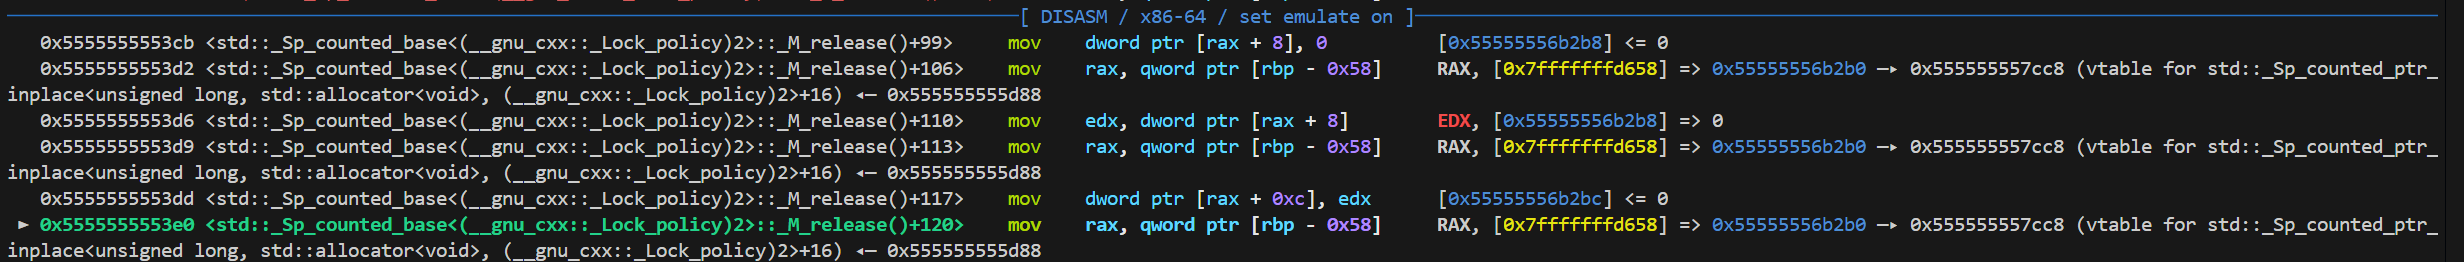 [ DISASM / x86-64 / set emulate on ]
0x5555555553cb <std::_Sp_counted_base<(__gnu_cxx::_Lock_policy)2>::_M_release()+99> mov dword ptr [rax + 8], 0 [0x55555556b2b8] <= 0
0x5555555553d2 <std::_Sp_counted_base<(__gnu_cxx::_Lock_policy)2>::_M_release()+106> mov rax, qword ptr [rbp - 0x58] RAX, [0x7fffffffd658] => 0x55555556b2b0 —▸ 0x555555557cc8 (vtable for std::_Sp_counted_ptr_
inplace<unsigned long, std::allocator<void>, (__gnu_cxx::_Lock_policy)2>+16) ◂— 0x555555555d88
0x5555555553d6 <std::_Sp_counted_base<(__gnu_cxx::_Lock_policy)2>::_M_release()+110> mov edx, dword ptr [rax + 8] EDX, [0x55555556b2b8] => 0
0x5555555553d9 <std::_Sp_counted_base<(__gnu_cxx::_Lock_policy)2>::_M_release()+113> mov rax, qword ptr [rbp - 0x58] RAX, [0x7fffffffd658] => 0x55555556b2b0 —▸ 0x555555557cc8 (vtable for std::_Sp_counted_ptr_
inplace<unsigned long, std::allocator<void>, (__gnu_cxx::_Lock_policy)2>+16) ◂— 0x555555555d88
0x5555555553dd <std::_Sp_counted_base<(__gnu_cxx::_Lock_policy)2>::_M_release()+117> mov dword ptr [rax + 0xc], edx [0x55555556b2bc] <= 0
► 0x5555555553e0 <std::_Sp_counted_base<(__gnu_cxx::_Lock_policy)2>::_M_release()+120> mov rax, qword ptr [rbp - 0x58] RAX, [0x7fffffffd658] => 0x55555556b2b0 —▸ 0x555555557cc8 (vtable for std::_Sp_counted_ptr_
inplace<unsigned long, std::allocator<void>, (__gnu_cxx::_Lock_policy)2>+16) ◂— 0x555555555d88